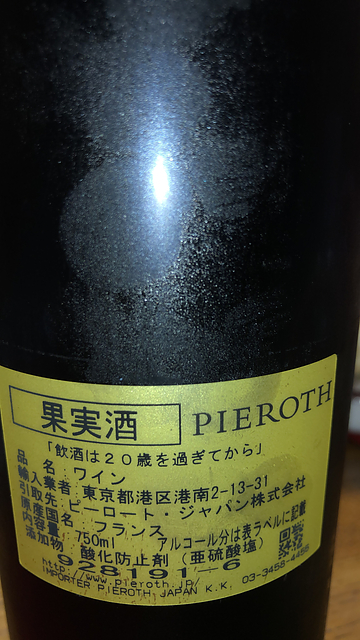 果実酒
PIEROTH
「飲酒は20歳を過ぎてから」
品名 ワイン
輸入業者 東京都港区港南2-13-31
引取先 ピーロート・ジャパン株式会社
原産国名 フランス
内容量 750ml アルコール分は表ラベルに記載
添加物 酸化防止剤(亜硫酸塩)
928191-6
http://www.pieroth.jp/
IMPORTER PIEROTH JAPAN K.K. 03-3458-4455